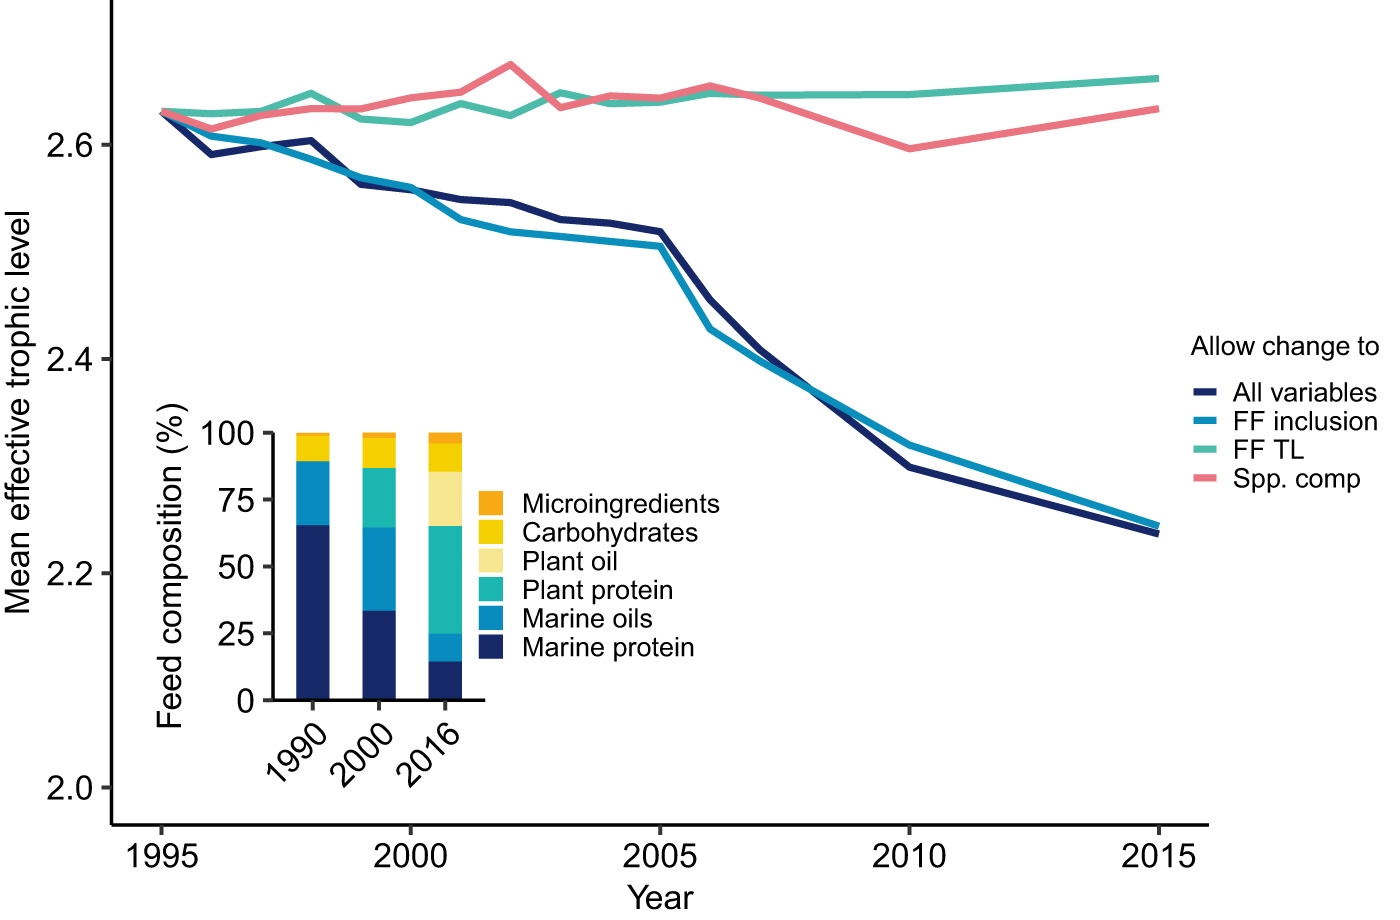 Mean effective trophic level
2.6
2.4
2.2
2.0
1995
2000
2005
2010
2015
Year
Allow change to
All variables
FF inclusion
FF TL
Spp. comp
Feed composition (%)
100
75
50
25
0
1990
2000
2016
Microingredients
Carbohydrates
Plant oil
Plant protein
Marine oils
Marine protein